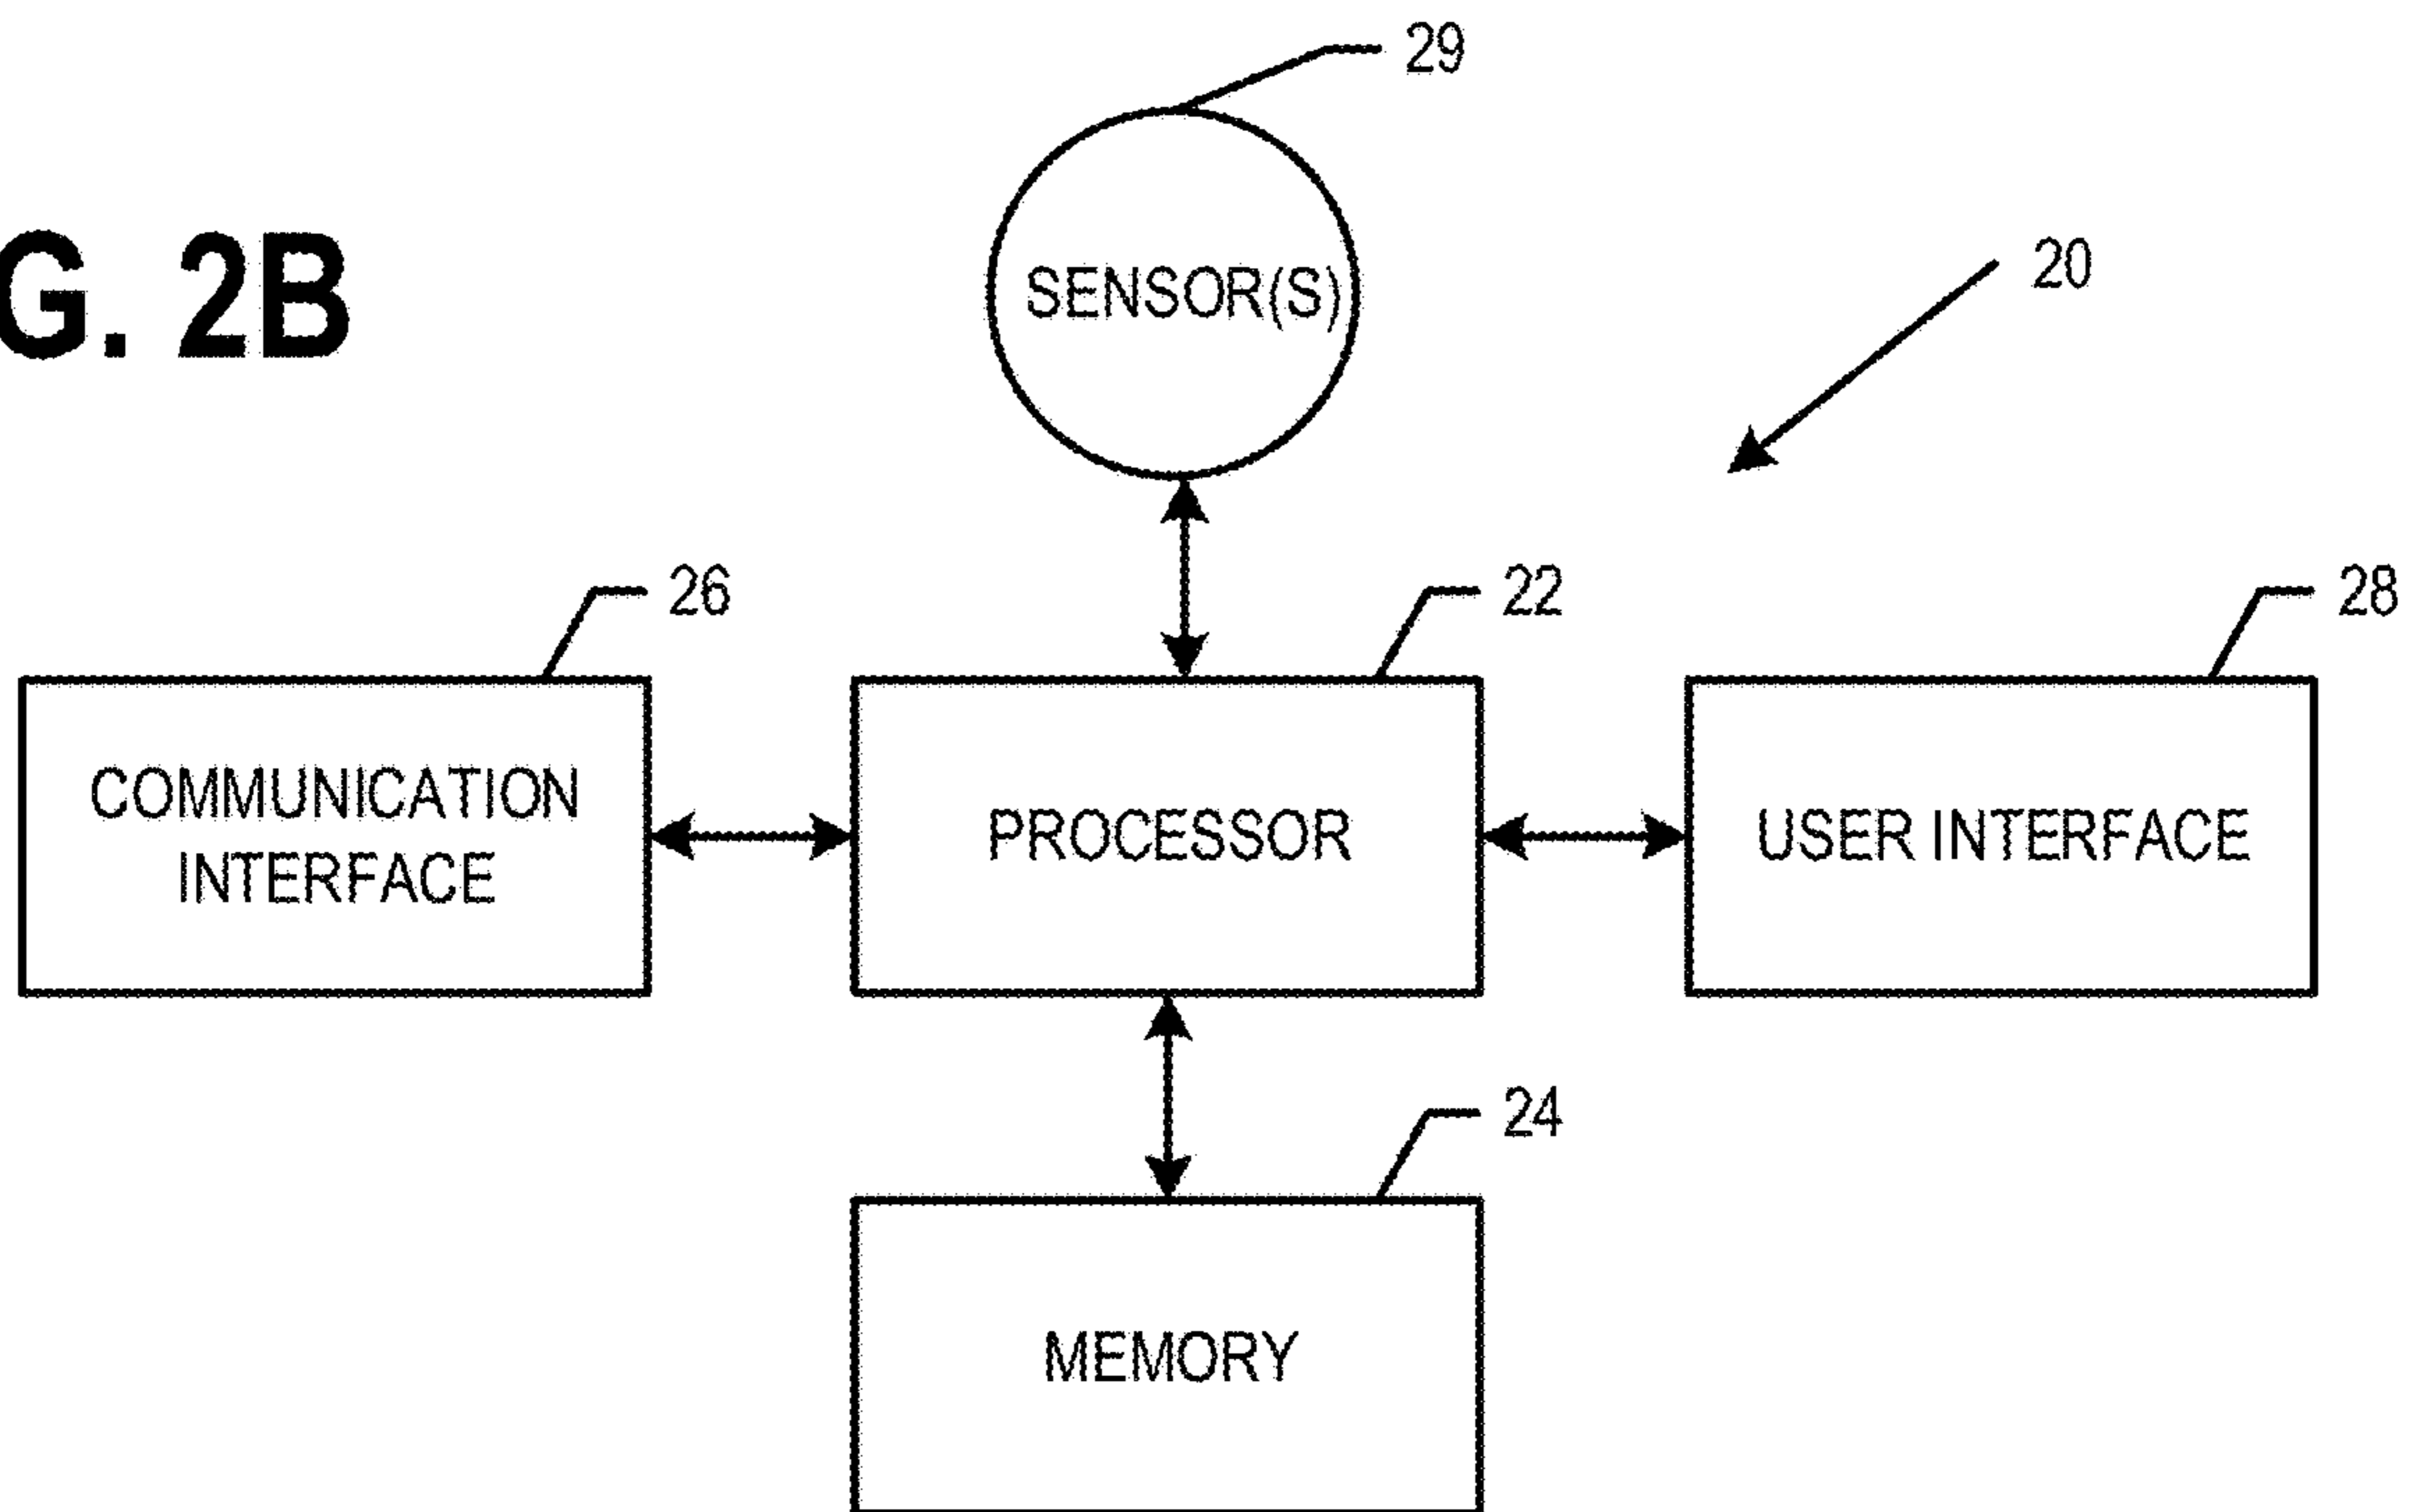 29
G. 2B
SENSOR(S)
20
26
22
28
COMMUNICATION
INTERFACE
PROCESSOR
USER INTERFACE
24
MEMORY